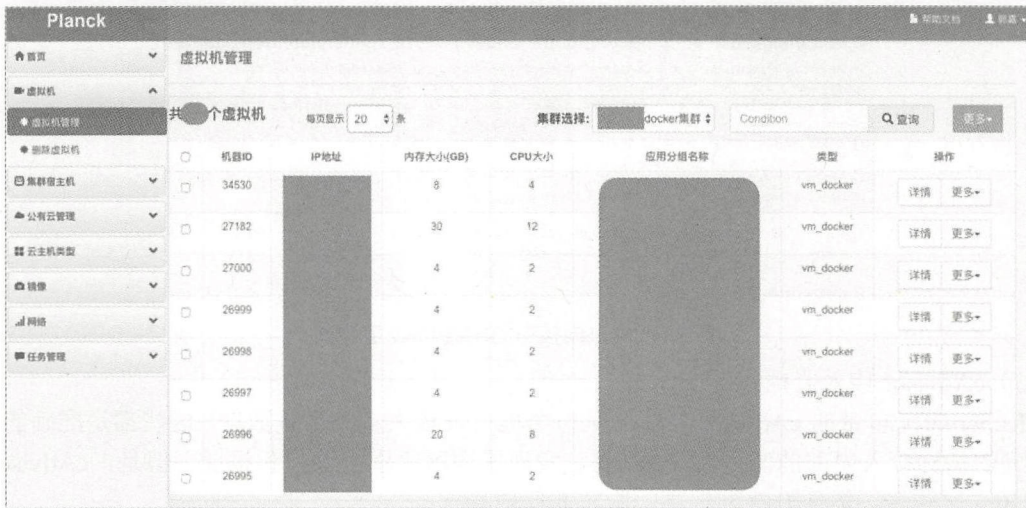 Planck
帮助文档
首页
虚拟机管理
虚拟机
共 个虚拟机 每页显示 20 条 集群选择: docker集群 Condition 查询 更多
虚拟机管理
删除虚拟机
机器ID IP地址 内存大小(GB) CPU大小 应用分组名称 类型 操作
集群宿主机
34530 8 4 vm_docker 详情 更多
公有云管理
27182 30 12 vm_docker 详情 更多
云主机类型
27000 4 2 vm_docker 详情 更多
镜像
26999 4 2 vm_docker 详情 更多
网络
任务管理
26998 4 2 vm_docker 详情 更多
26997 4 2 vm_docker 详情 更多
26996 20 8 vm_docker 详情 更多
26995 4 2 vm_docker 详情 更多